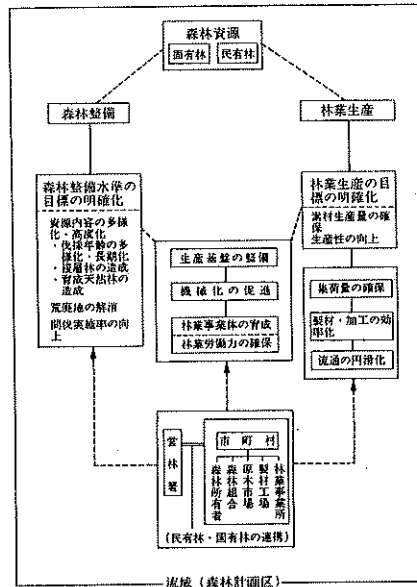 森林資源
国有林
民有林
森林整備
林業生産
森林整備水準の
目標の明確化
資源内容の多様
化・高度化
・伐採年齢の多
様化・長期化
・複層林の造成
・育成天然林の
造成
荒廃地の解消
間伐実施率の向
上
林業生産の目
標の明確化
素材生産量の確
保
生産性の向上
生産基盤の整備
機械化の促進
林業事業体の育成
林業労働力の確保
集荷量の確保
製材・加工の効
率化
流通の円滑化
営林署
市町村
森林所有者
森林組合
原木市場
製材工場
林業事業所
(民有林・国有林の連携)
流域(森林計画区)